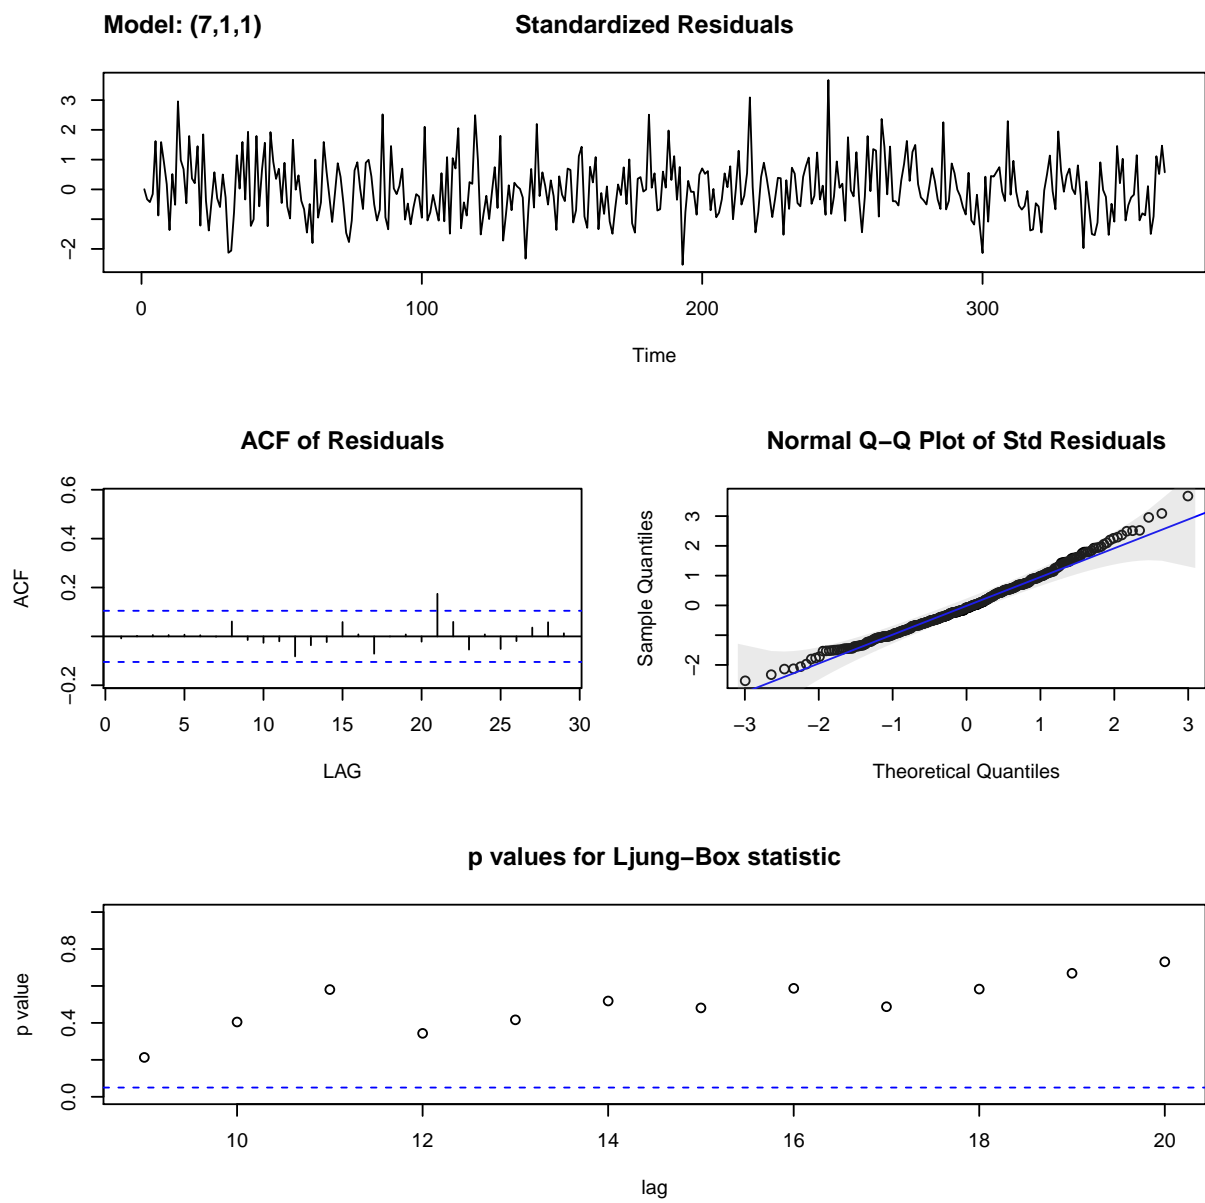 Model: (7,1,1) Standardized Residuals
3
2
1
0
−2
0 100 200 300
Time
ACF of Residuals
ACF
0.6
0.4
0.2
−0.2
0 5 10 15 20 25 30
LAG
Normal Q−Q Plot of Std Residuals
Sample Quantiles
3
2
1
0
−2
−3 −2 −1 0 1 2 3
Theoretical Quantiles
p values for Ljung−Box statistic
p value
0.8
0.4
0.0
10 12 14 16 18 20
lag